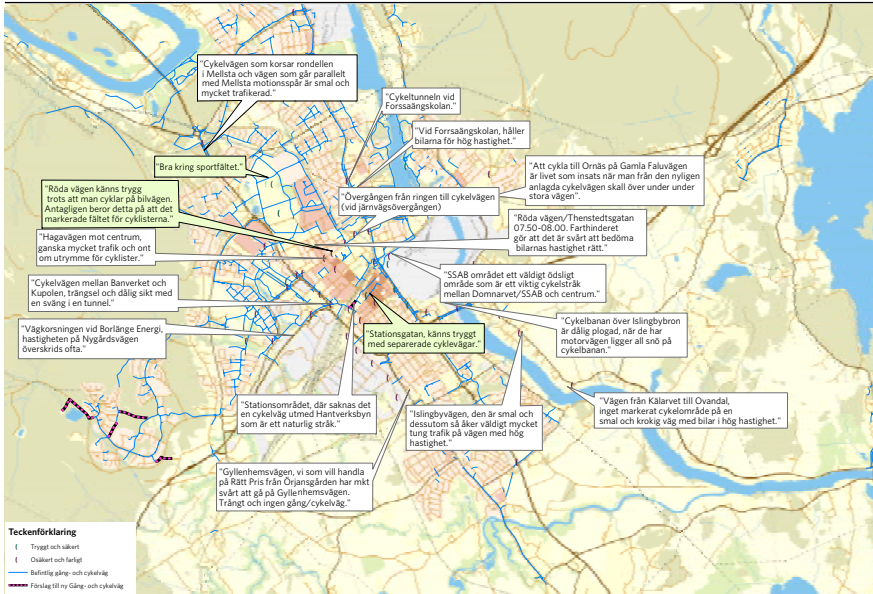 "Cykelvägen som korsar rondellen
i Mellsta och vägen som går parallelt
med Mellsta motionsspår är smal och
mycket trafikerad."
"Cykeltunneln vid
Forssaängskolan."
"Vid Forrsaängskolan, håller
bilarna för hög hastighet."
"Bra kring sportfältet."
"Att cykla till Ornäs på Gamla Faluvägen
är livet som insats när man från den nyligen
anlagda cykelvägen skall över under under
stora vägen".
"Röda vägen känns trygg
trots att man cyklar på bilvägen.
Antagligen beror detta på att det
markerade fältet för cyklisterna."
"Övergången från ringen till cykelvägen
(vid järnvägsövergången)
"Röda vägen/Thenstedtsgatan
07.50-08.00. Farthinderet
gör att det är svårt att bedöma
bilarnas hastighet rätt."
"Hagavägen mot centrum,
ganska mycket trafik och ont
om utrymme för cyklister."
"SSAB området ett väldigt ödsligt
område som är ett viktig cykelstråk
mellan Domnarvet/SSAB och centrum."
"Cykelvägen mellan Banverket och
Kupolen, trängsel och dålig sikt med
en sväng i en tunnel."
"Cykelbanan över Islingbybron
är dålig plogad, när de har
motorvägen ligger all snö på
cykelbanan."
"Vägkorsningen vid Borlänge Energi,
hastigheten på Nygårdsvägen
överskrids ofta."
"Stationsgatan, känns tryggt
med separerade cyklevägar."
"Stationsområdet, där saknas det
en cykelväg utmed Hantverksbyn
som är ett naturlig stråk."
"Islingbyvägen, den är smal och
dessutom så åker väldigt mycket
tung trafik på vägen med hög
hastighet."
"Vägen från Kälarvet till Ovandal,
inget markerat cykelområde på en
smal och krokig väg med bilar i hög hastighet."
"Gyllenhemsvägen, vi som vill handla
på Rätt Pris från Örjansgården har mkt
svårt att gå på Gyllenhemsvägen.
Trångt och ingen gång/cykelväg."
Teckenförklaring
Tryggt och säkert
Osäkert och farligt
Befintlig gång- och cykelväg
Förslag till ny Gång- och cykelväg